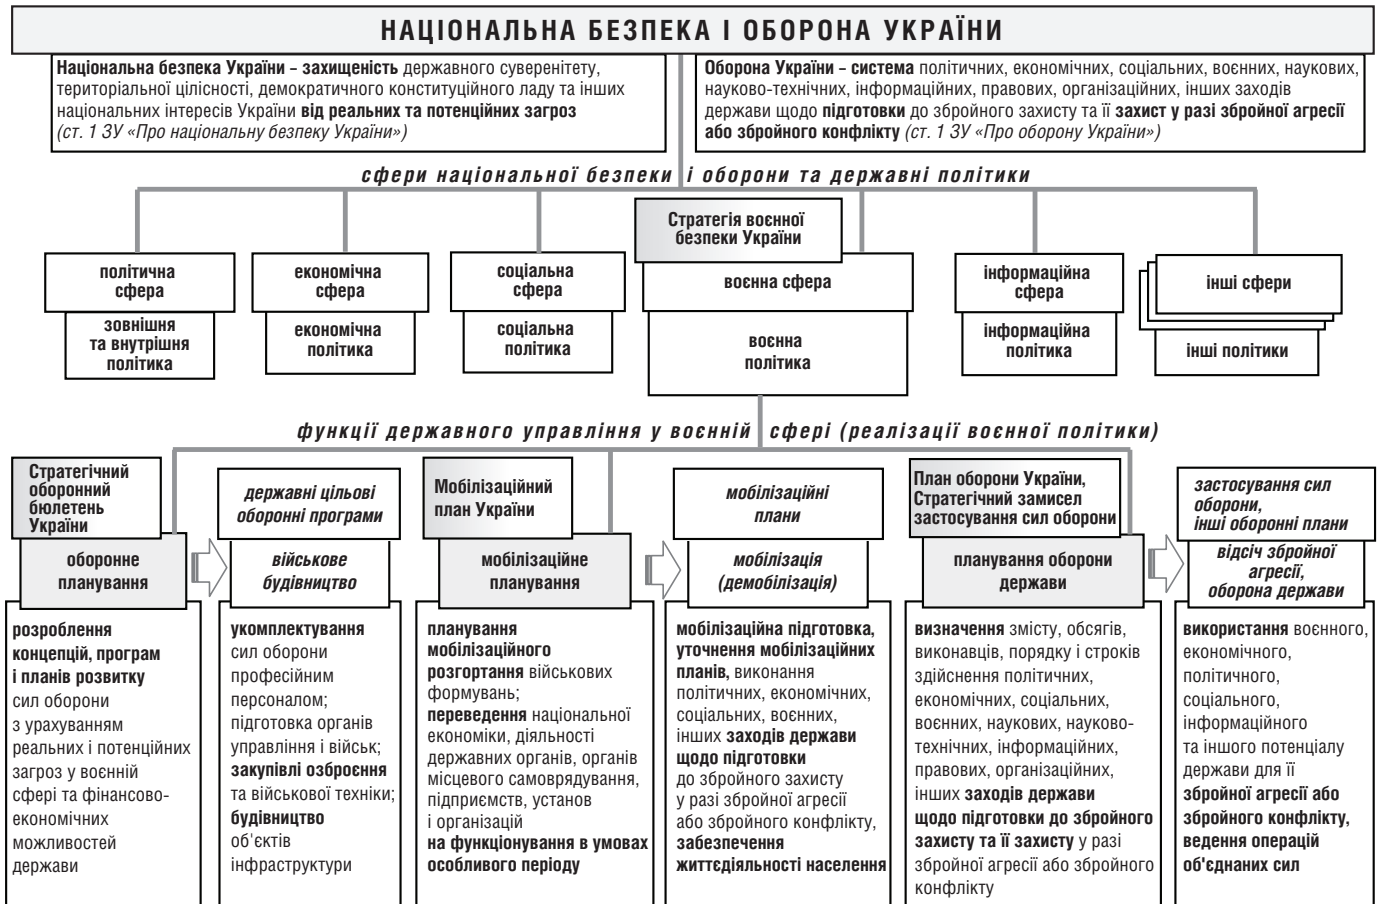 НАЦІОНАЛЬНА БЕЗПЕКА І ОБОРОНА УКРАЇНИ
Національна безпека України – захищеність державного суверенітету,
територіальної цілісності, демократичного конституційного ладу та інших
національних інтересів України від реальних та потенційних загроз
(ст. 1 ЗУ «Про національну безпеку України»)
Оборона України – система політичних, економічних, соціальних, воєнних, наукових,
науково-технічних, інформаційних, правових, організаційних, інших заходів
держави щодо підготовки до збройного захисту та її захист у разі збройної агресії
або збройного конфлікту (ст. 1 ЗУ «Про оборону України»)
сфери національної безпеки і оборони та державні політики
Стратегія воєнної
безпеки України
політична
сфера
зовнішня
та внутрішня
політика
економічна
сфера
економічна
політика
соціальна
сфера
соціальна
політика
воєнна сфера
воєнна
політика
інформаційна
сфера
інформаційна
політика
інші сфери
інші політики
функції державного управління у воєнній сфері (реалізації воєнної політики)
Стратегічний
оборонний
бюлетень
України
оборонне
планування
розроблення
концепцій, програм
і планів розвитку
сил оборони
з урахуванням
реальних і потенційних
загроз у воєнній
сфері та фінансово-
економічних
можливостей
держави
державні цільові
оборонні програми
військове
будівництво
укомплектування
сил оборони
професійним
персоналом;
підготовка органів
управління і військ;
закупівлі озброєння
та військової техніки;
будівництво
об'єктів
інфраструктури
Мобілізаційний
план України
мобілізаційне
планування
планування
мобілізаційного
розгортання військових
формувань;
переведення національної
економіки, діяльності
державних органів, органів
місцевого самоврядування,
підприємств, установ
і організацій
на функціонування в умовах
особливого періоду
мобілізаційні
плани
мобілізація
(демобілізація)
мобілізаційна підготовка,
уточнення мобілізаційних
планів, виконання
політичних, економічних,
соціальних, воєнних,
інших заходів держави
щодо підготовки
до збройного захисту
у разі збройної агресії
або збройного конфлікту,
забезпечення
життєдіяльності населення
План оборони України,
Стратегічний замисел
застосування сил оборони
планування оборони
держави
визначення змісту, обсягів,
виконавців, порядку і строків
здійснення політичних,
економічних, соціальних,
воєнних, наукових, науково-
технічних, інформаційних,
правових, організаційних,
інших заходів держави
щодо підготовки до збройного
захисту та її захисту у разі
збройної агресії або збройного
конфлікту
застосування сил
оборони,
інші оборонні плани
відсіч збройної
агресії,
оборона держави
використання воєнного,
економічного,
політичного,
соціального,
інформаційного
та іншого потенціалу
держави для її
збройної агресії або
збройного конфлікту,
ведення операцій
об'єднаних сил